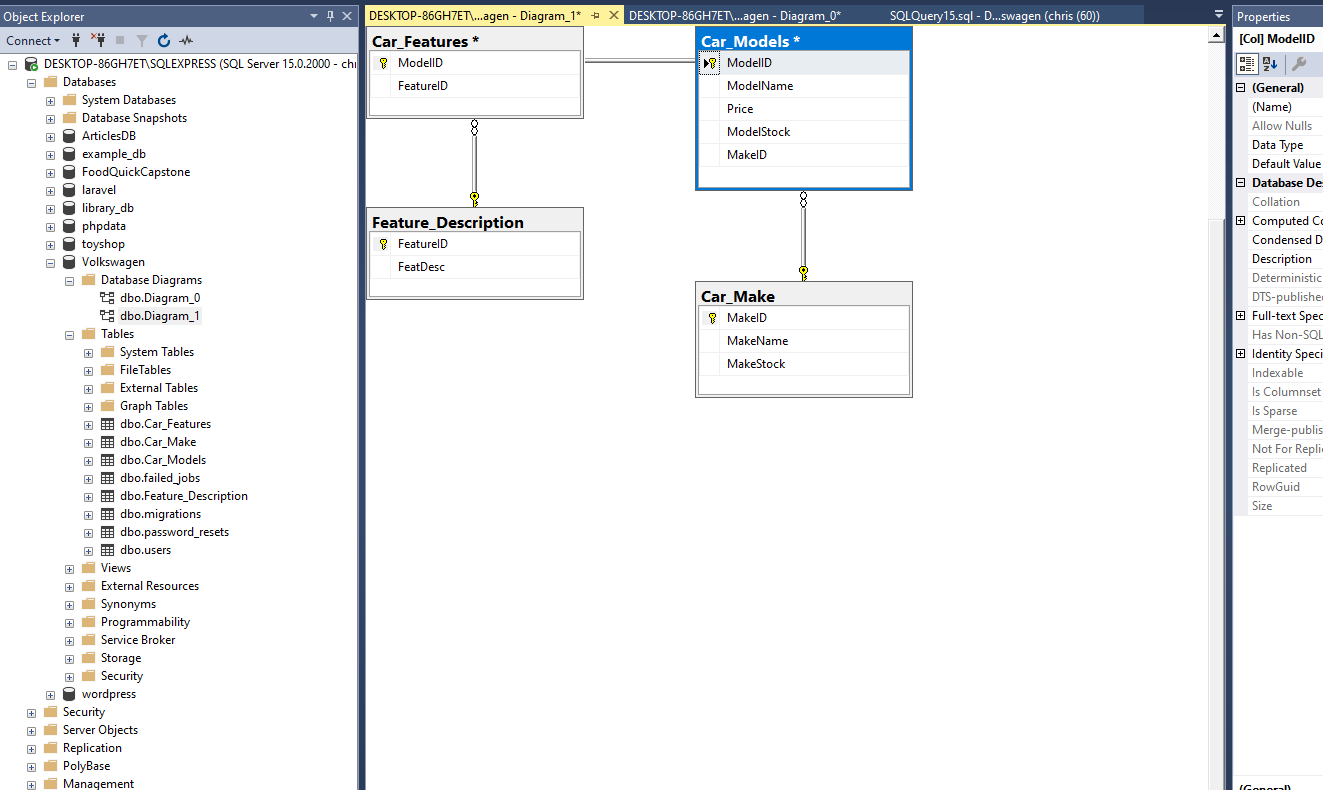 Object Explorer
Connect
DESKTOP-86GH7ET\SQLEXPRESS (SQL Server 15.0.2000 - chri
Databases
System Databases
Database Snapshots
ArticlesDB
example_db
FoodQuickCapstone
laravel
library_db
phpdata
toyshop
Volkswagen
Database Diagrams
dbo.Diagram_0
dbo.Diagram_1
Tables
System Tables
FileTables
External Tables
Graph Tables
dbo.Car_Features
dbo.Car_Make
dbo.Car_Models
dbo.failed_jobs
dbo.Feature_Description
dbo.migrations
dbo.password_resets
dbo.users
Views
External Resources
Synonyms
Programmability
Service Broker
Storage
Security
wordpress
Security
Server Objects
Replication
PolyBase
Management
DESKTOP-86GH7ET\...agen - Diagram_1*
DESKTOP-86GH7ET\...agen - Diagram_0*
SQLQuery15.sql - D...swagen (chris (60))
Car_Features *
ModelID
FeatureID
Car_Models *
ModelID
ModelName
Price
ModelStock
MakeID
Feature_Description
FeatureID
FeatDesc
Car_Make
MakeID
MakeName
MakeStock
Properties
[Col] ModelID
(General)
(Name)
Allow Nulls
Data Type
Default Value
Database Des
Collation
Computed Co
Condensed D
Description
Deterministic
DTS-published
Full-text Spec
Has Non-SQL
Identity Speci
Indexable
Is Columnset
Is Sparse
Merge-publis
Not For Replic
Replicated
RowGuid
Size
(General)